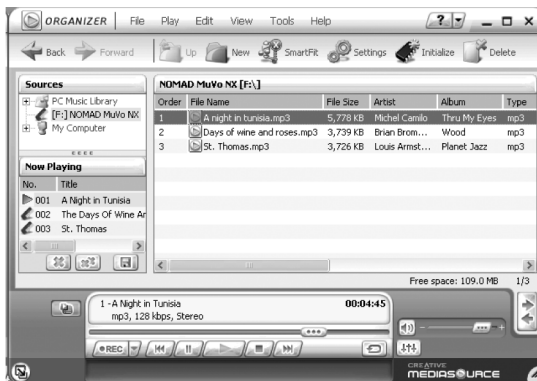 ORGANIZER File Play Edit View Tools Help ?
Back Forward Up New SmartFit Settings Initialize Delete
Sources
PC Music Library
[F:] NOMAD MuVo NX
My Computer
Now Playing
No. Title
001 A Night in Tunisia
002 The Days Of Wine Ar
003 St. Thomas
NOMAD MuVo NX [F:\]
Order File Name File Size Artist Album Type
1 A night in tunisia.mp3 5,778 KB Michel Camilo Thru My Eyes mp3
2 Days of wine and roses.mp3 3,739 KB Brian Brom... Wood mp3
3 St. Thomas.mp3 3,726 KB Louis Armst... Planet Jazz mp3
Free space: 109.0 MB 1/3
1 -A Night in Tunisia 00:04:45
mp3, 128 kbps, Stereo
REC
CREATIVE
MEDIASOURCE